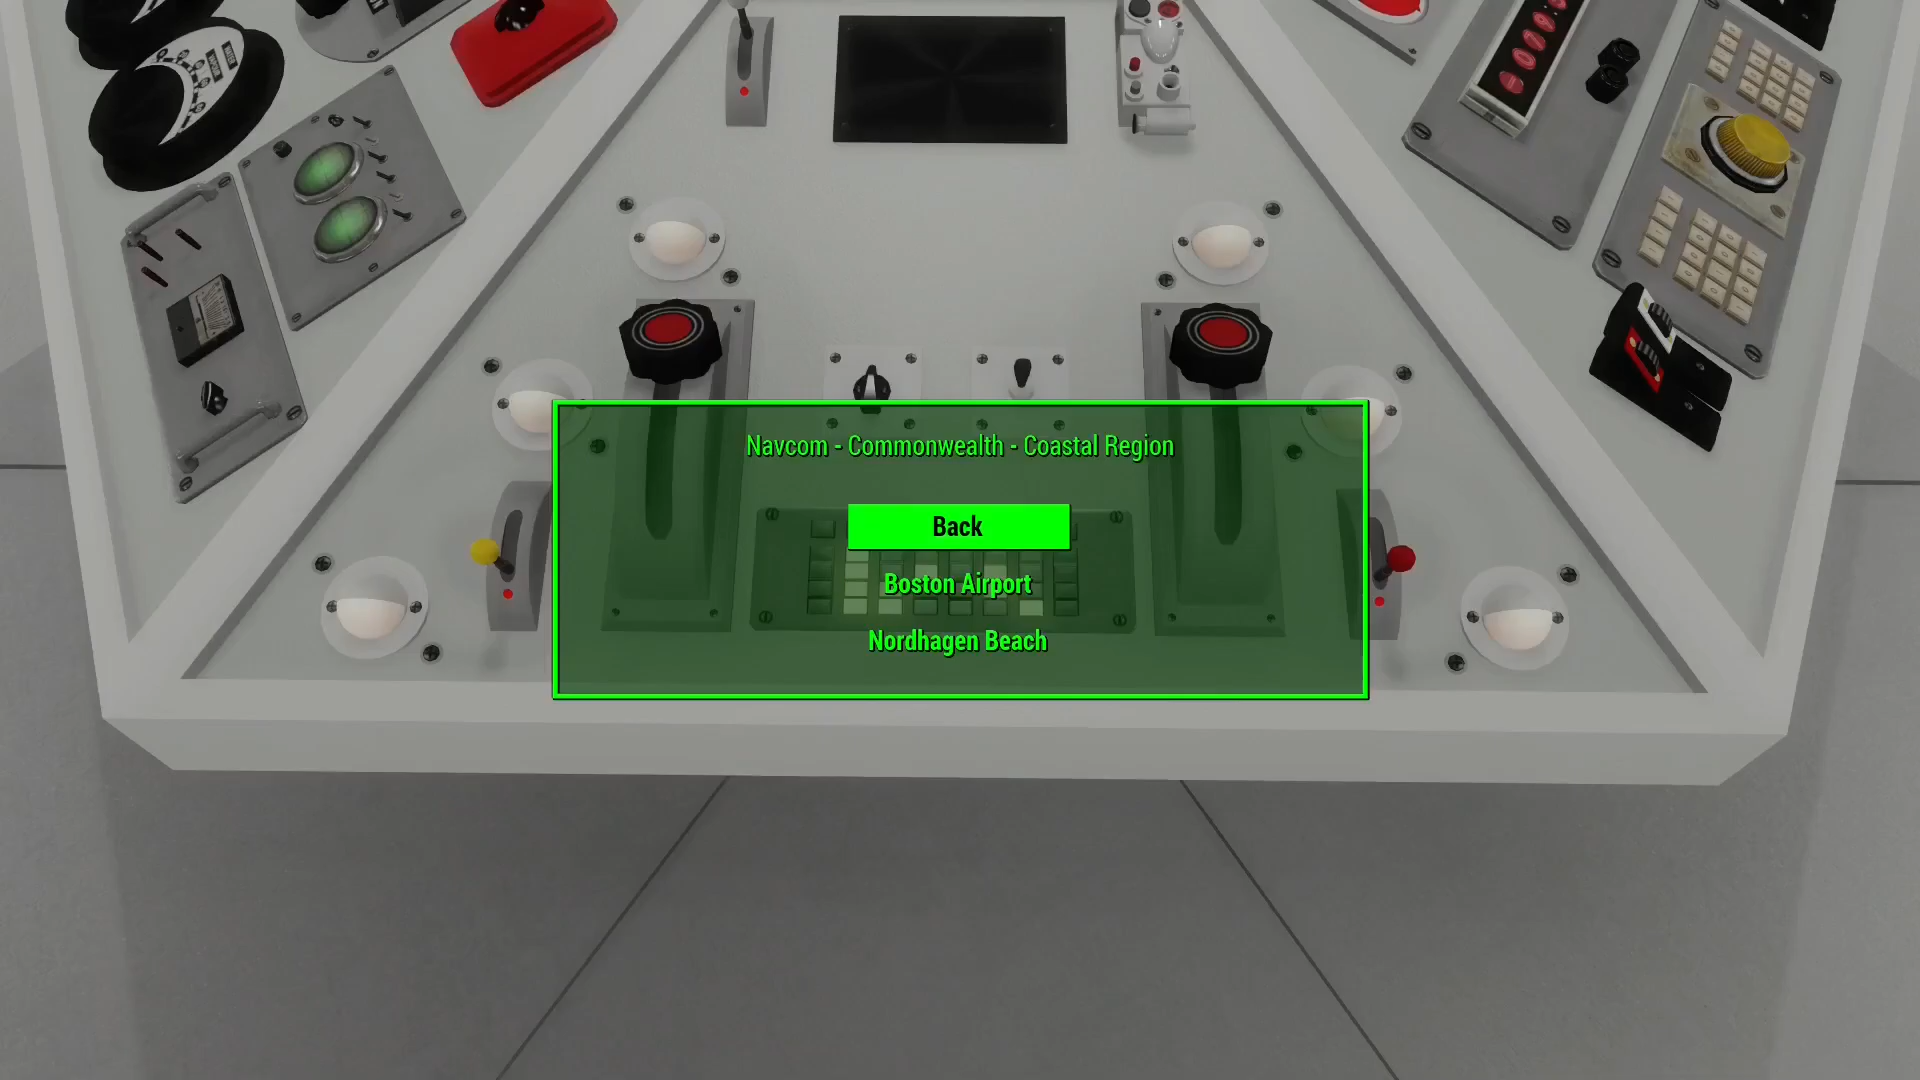 Navcom - Commonwealth - Coastal Region
Back
Boston Airport
Nordhagen Beach